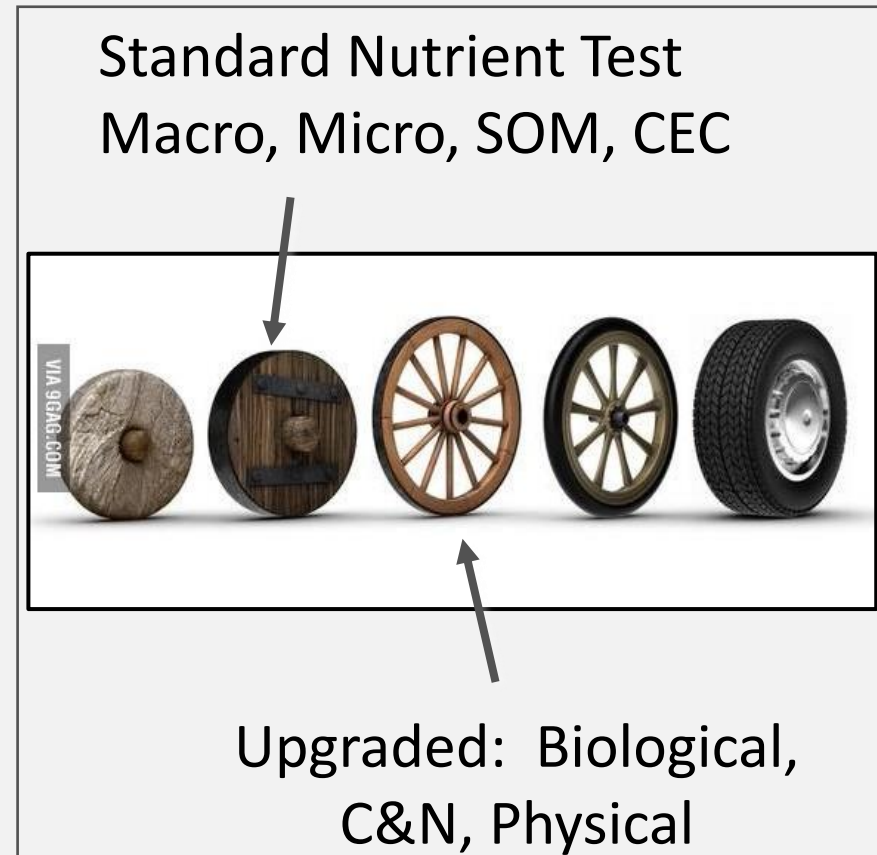 Standard Nutrient Test
Macro, Micro, SOM, CEC
VIA 9GAG.COM
Upgraded:  Biological,
C&N, Physical